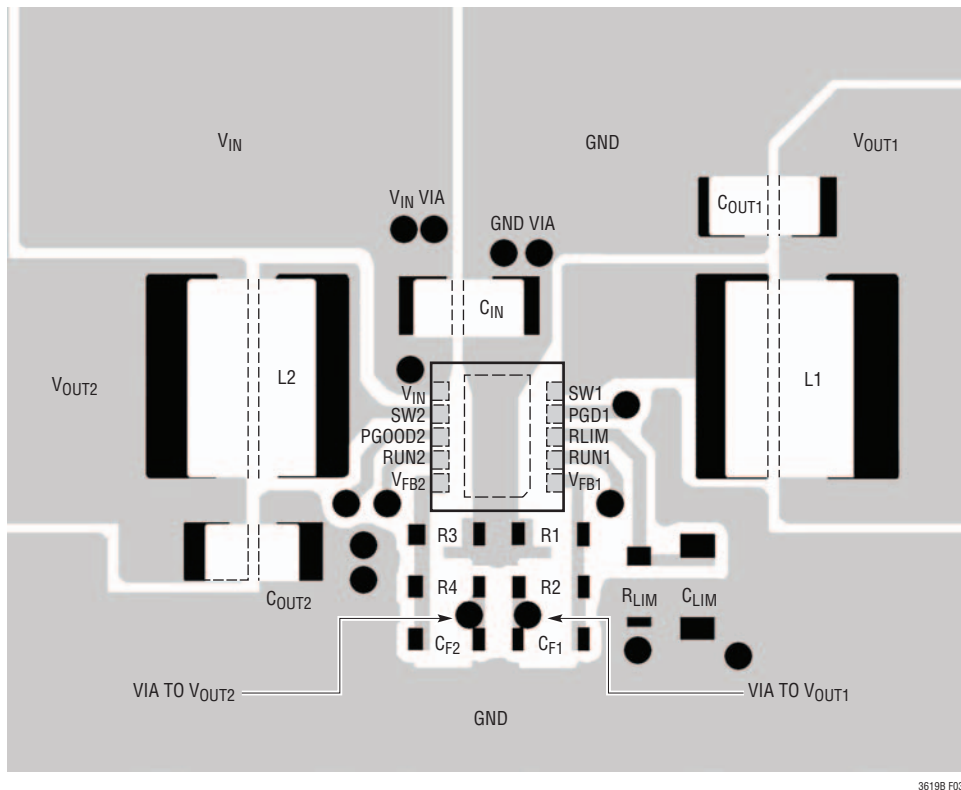 VIN
GND
VOUT1
COUT1
VIN VIA
GND VIA
CIN
L2
L1
VOUT2
VIN
SW1
SW2
PGD1
PGOOD2
RLIM
RUN2
RUN1
VFB2
VFB1
R3
R1
COUT2
R4
R2
RLIM
CLIM
CF2
CF1
VIA TO VOUT2
VIA TO VOUT1
GND
3619B F03